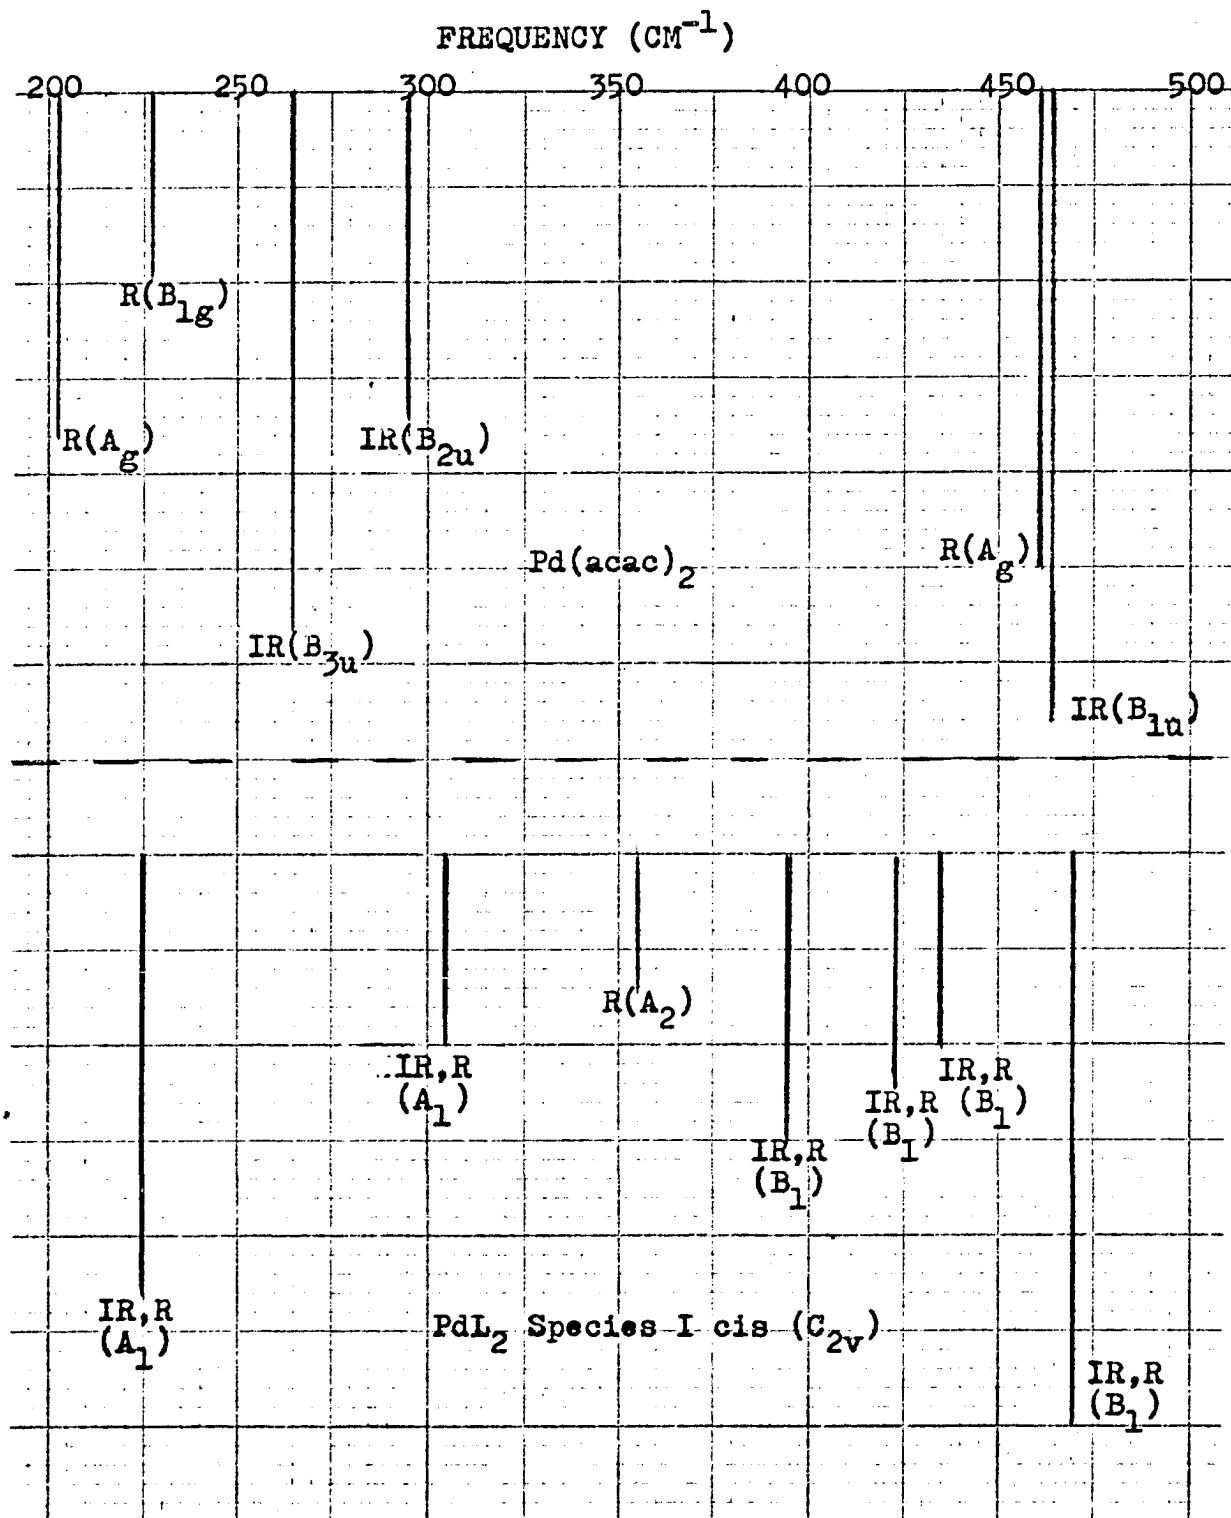 FREQUENCY (CM⁻¹)
200 250 300 350 400 450 500
R(B₁g)
R(Ag)
IR(B₂u)
R(Ag)
Pd(acac)₂
IR(B₃u)
IR(B₁u)
R(A₂)
IR,R
(A₁)
IR,R
(B₁)
IR,R
(B₁)
IR,R
(B₁)
IR,R
(A₁)
PdL₂ Species I cis (C₂v)
IR,R
(B₁)